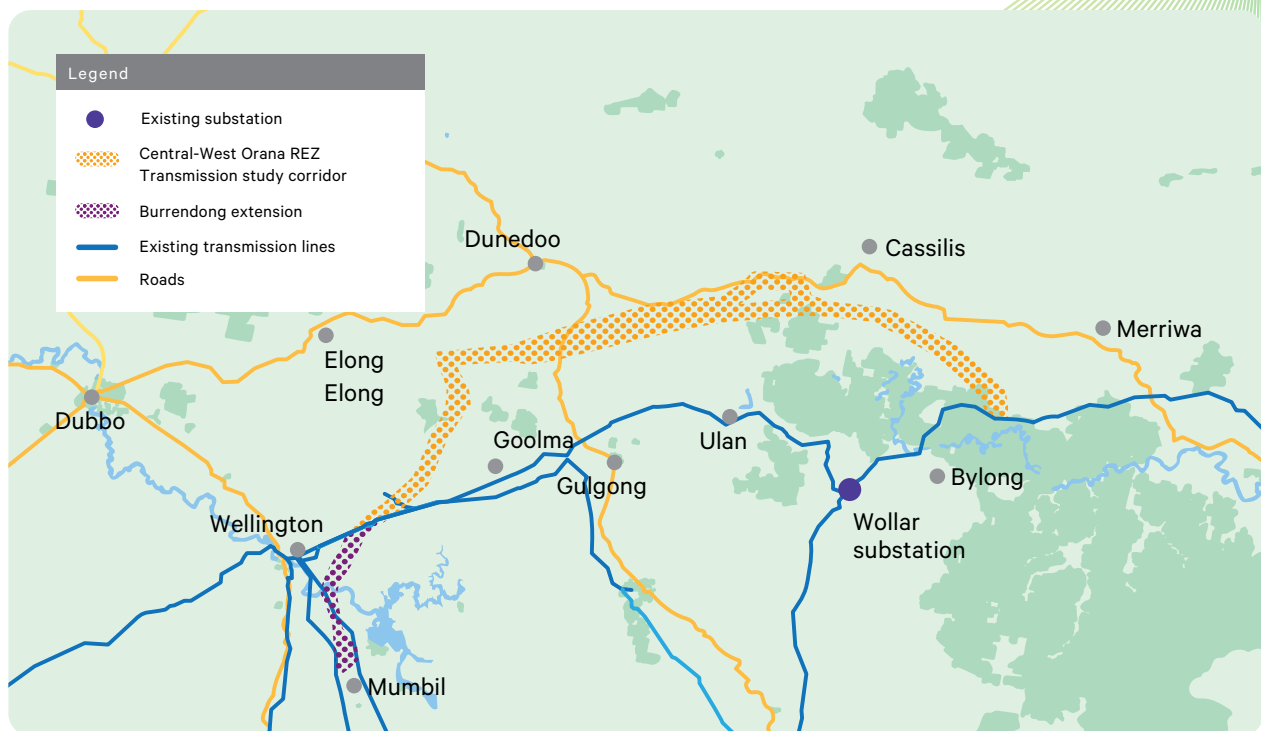 Legend
Existing substation
Central-West Orana REZ
Transmission study corridor
Burrendong extension
Existing transmission lines
Roads
Dunedoo
Cassilis
Merriwa
Elong
Elong
Dubbo
Goolma
Ulan
Gulgong
Bylong
Wellington
Wollar
substation
Mumbil